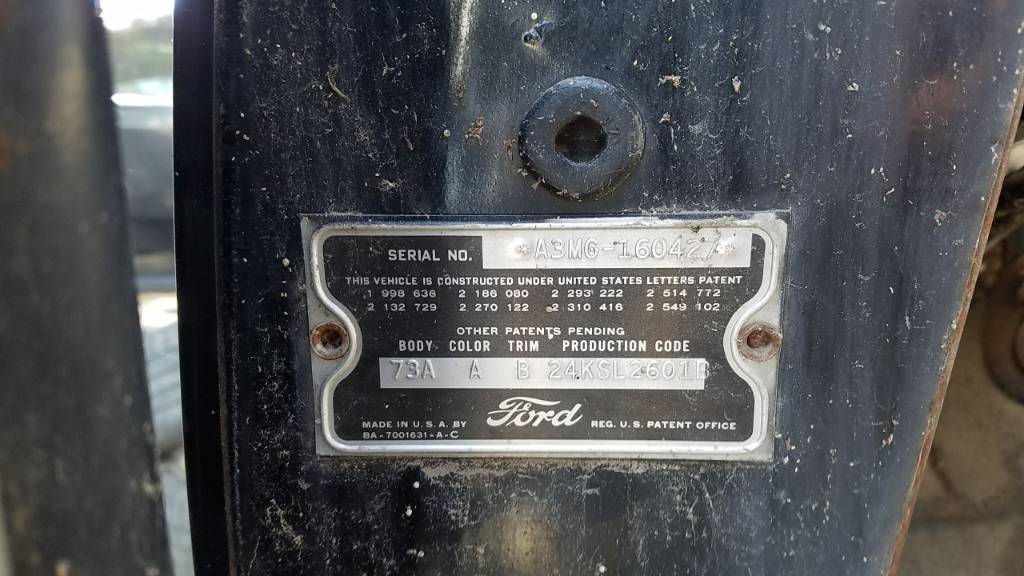 SERIAL NO. *A3MG-160427*
THIS VEHICLE IS CONSTRUCTED UNDER UNITED STATES LETTERS PATENT
1 998 636 2 186 080 2 293 222 2 514 772
2 132 729 2 270 122 2 310 416 2 549 102
OTHER PATENTS PENDING
BODY COLOR TRIM PRODUCTION CODE
73A A B 24KSL2601B
MADE IN U.S.A. BY Ford REG. U.S. PATENT OFFICE
BA-7001631-A-C